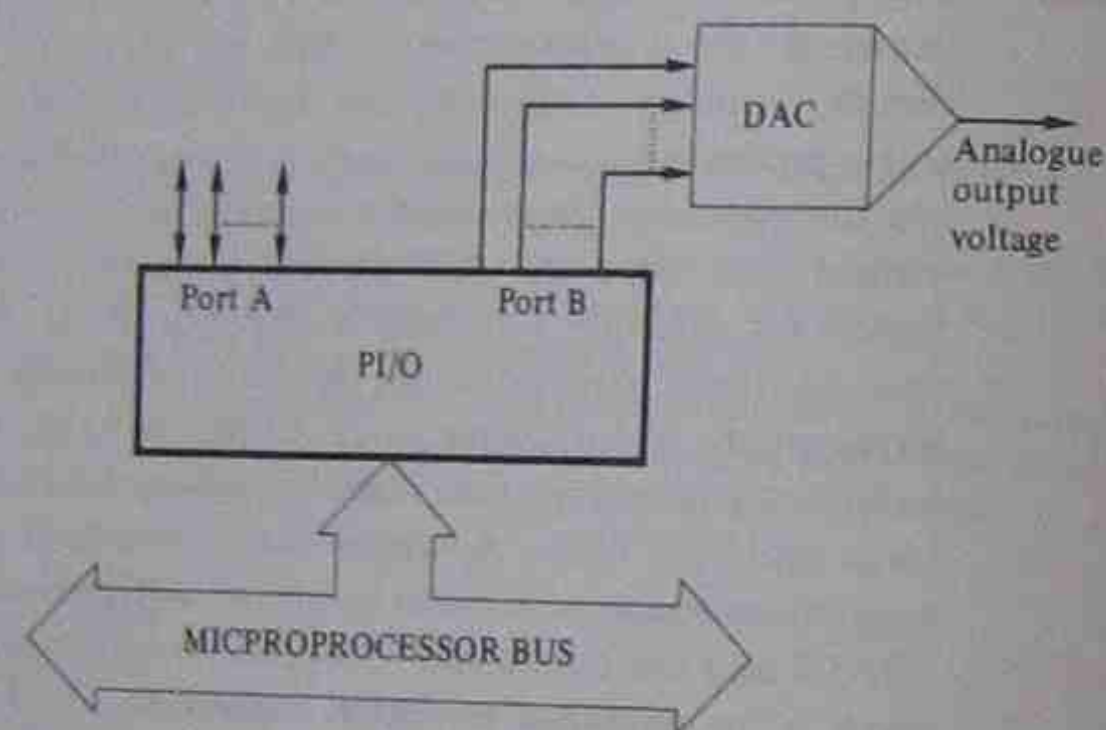 DAC
Analogue
output
voltage
Port A
Port B
PI/O
MICPROPROCESSOR BUS